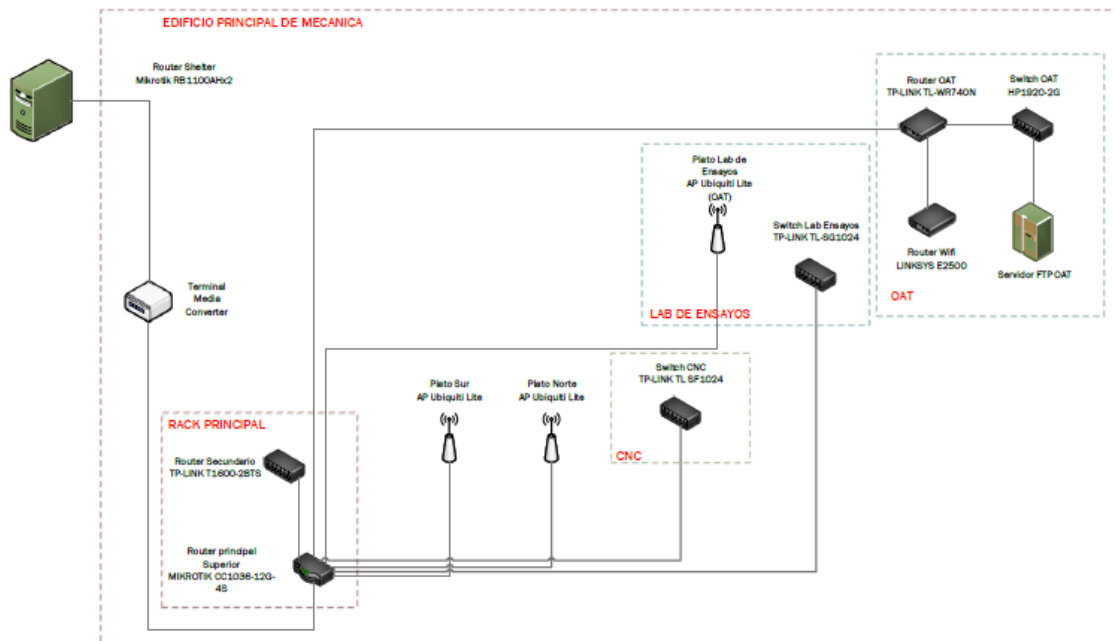 EDIFICIO PRINCIPAL DE MECANICA
Router Shelter
Mikrotik RB1100AHx2
Router OAT
TP-LINK TL-WR740N
Switch OAT
HP1920-2G
Plato Lab de
Ensayos
AP Ubiquiti Lite
(OAT)
Switch Lab Ensayos
TP-LINK TL-SG1024
Router Wifi
LINKSYS E2500
Servidor FTP OAT
OAT
LAB DE ENSAYOS
Terminal
Media
Converter
Switch CNC
TP-LINK TL SF1024
CNC
Plato Sur
AP Ubiquiti Lite
Plato Norte
AP Ubiquiti Lite
RACK PRINCIPAL
Router Secundario
TP-LINK T1600-28TS
Router principal
Superior
MIKROTIK CC1036-12G-
4S